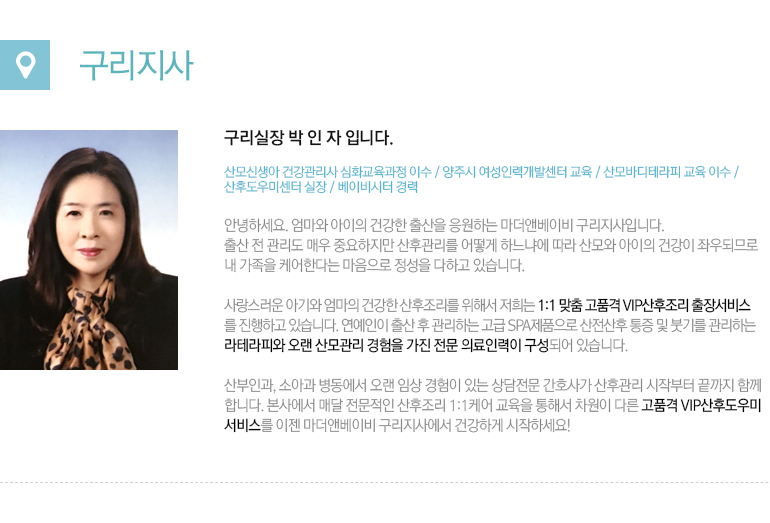 구리지사
구리실장 박 인 자 입니다.
산모신생아 건강관리사 심화교육과정 이수 / 양주시 여성인력개발센터 교육 / 산모바디테라피 교육 이수 /
산후도우미센터 실장 / 베이비시터 경력
안녕하세요. 엄마와 아이의 건강한 출산을 응원하는 마더앤베이비 구리지사입니다.
출산 전 관리도 매우 중요하지만 산후관리를 어떻게 하느냐에 따라 산모와 아이의 건강이 좌우되므로
내 가족을 케어한다는 마음으로 정성을 다하고 있습니다.
사랑스러운 아기와 엄마의 건강한 산후조리를 위해서 저희는 1:1 맞춤 고품격 VIP산후조리 출장서비스
를 진행하고 있습니다. 연예인이 출산 후 관리하는 고급 SPA제품으로 산전산후 통증 및 붓기를 관리하는
라테라피와 오랜 산모관리 경험을 가진 전문 의료인력이 구성되어 있습니다.
산부인과, 소아과 병동에서 오랜 임상 경험이 있는 상담전문 간호사가 산후관리 시작부터 끝까지 함께
합니다. 본사에서 매달 전문적인 산후조리 1:1케어 교육을 통해서 차원이 다른 고품격 VIP산후도우미
서비스를 이젠 마더앤베이비 구리지사에서 건강하게 시작하세요!